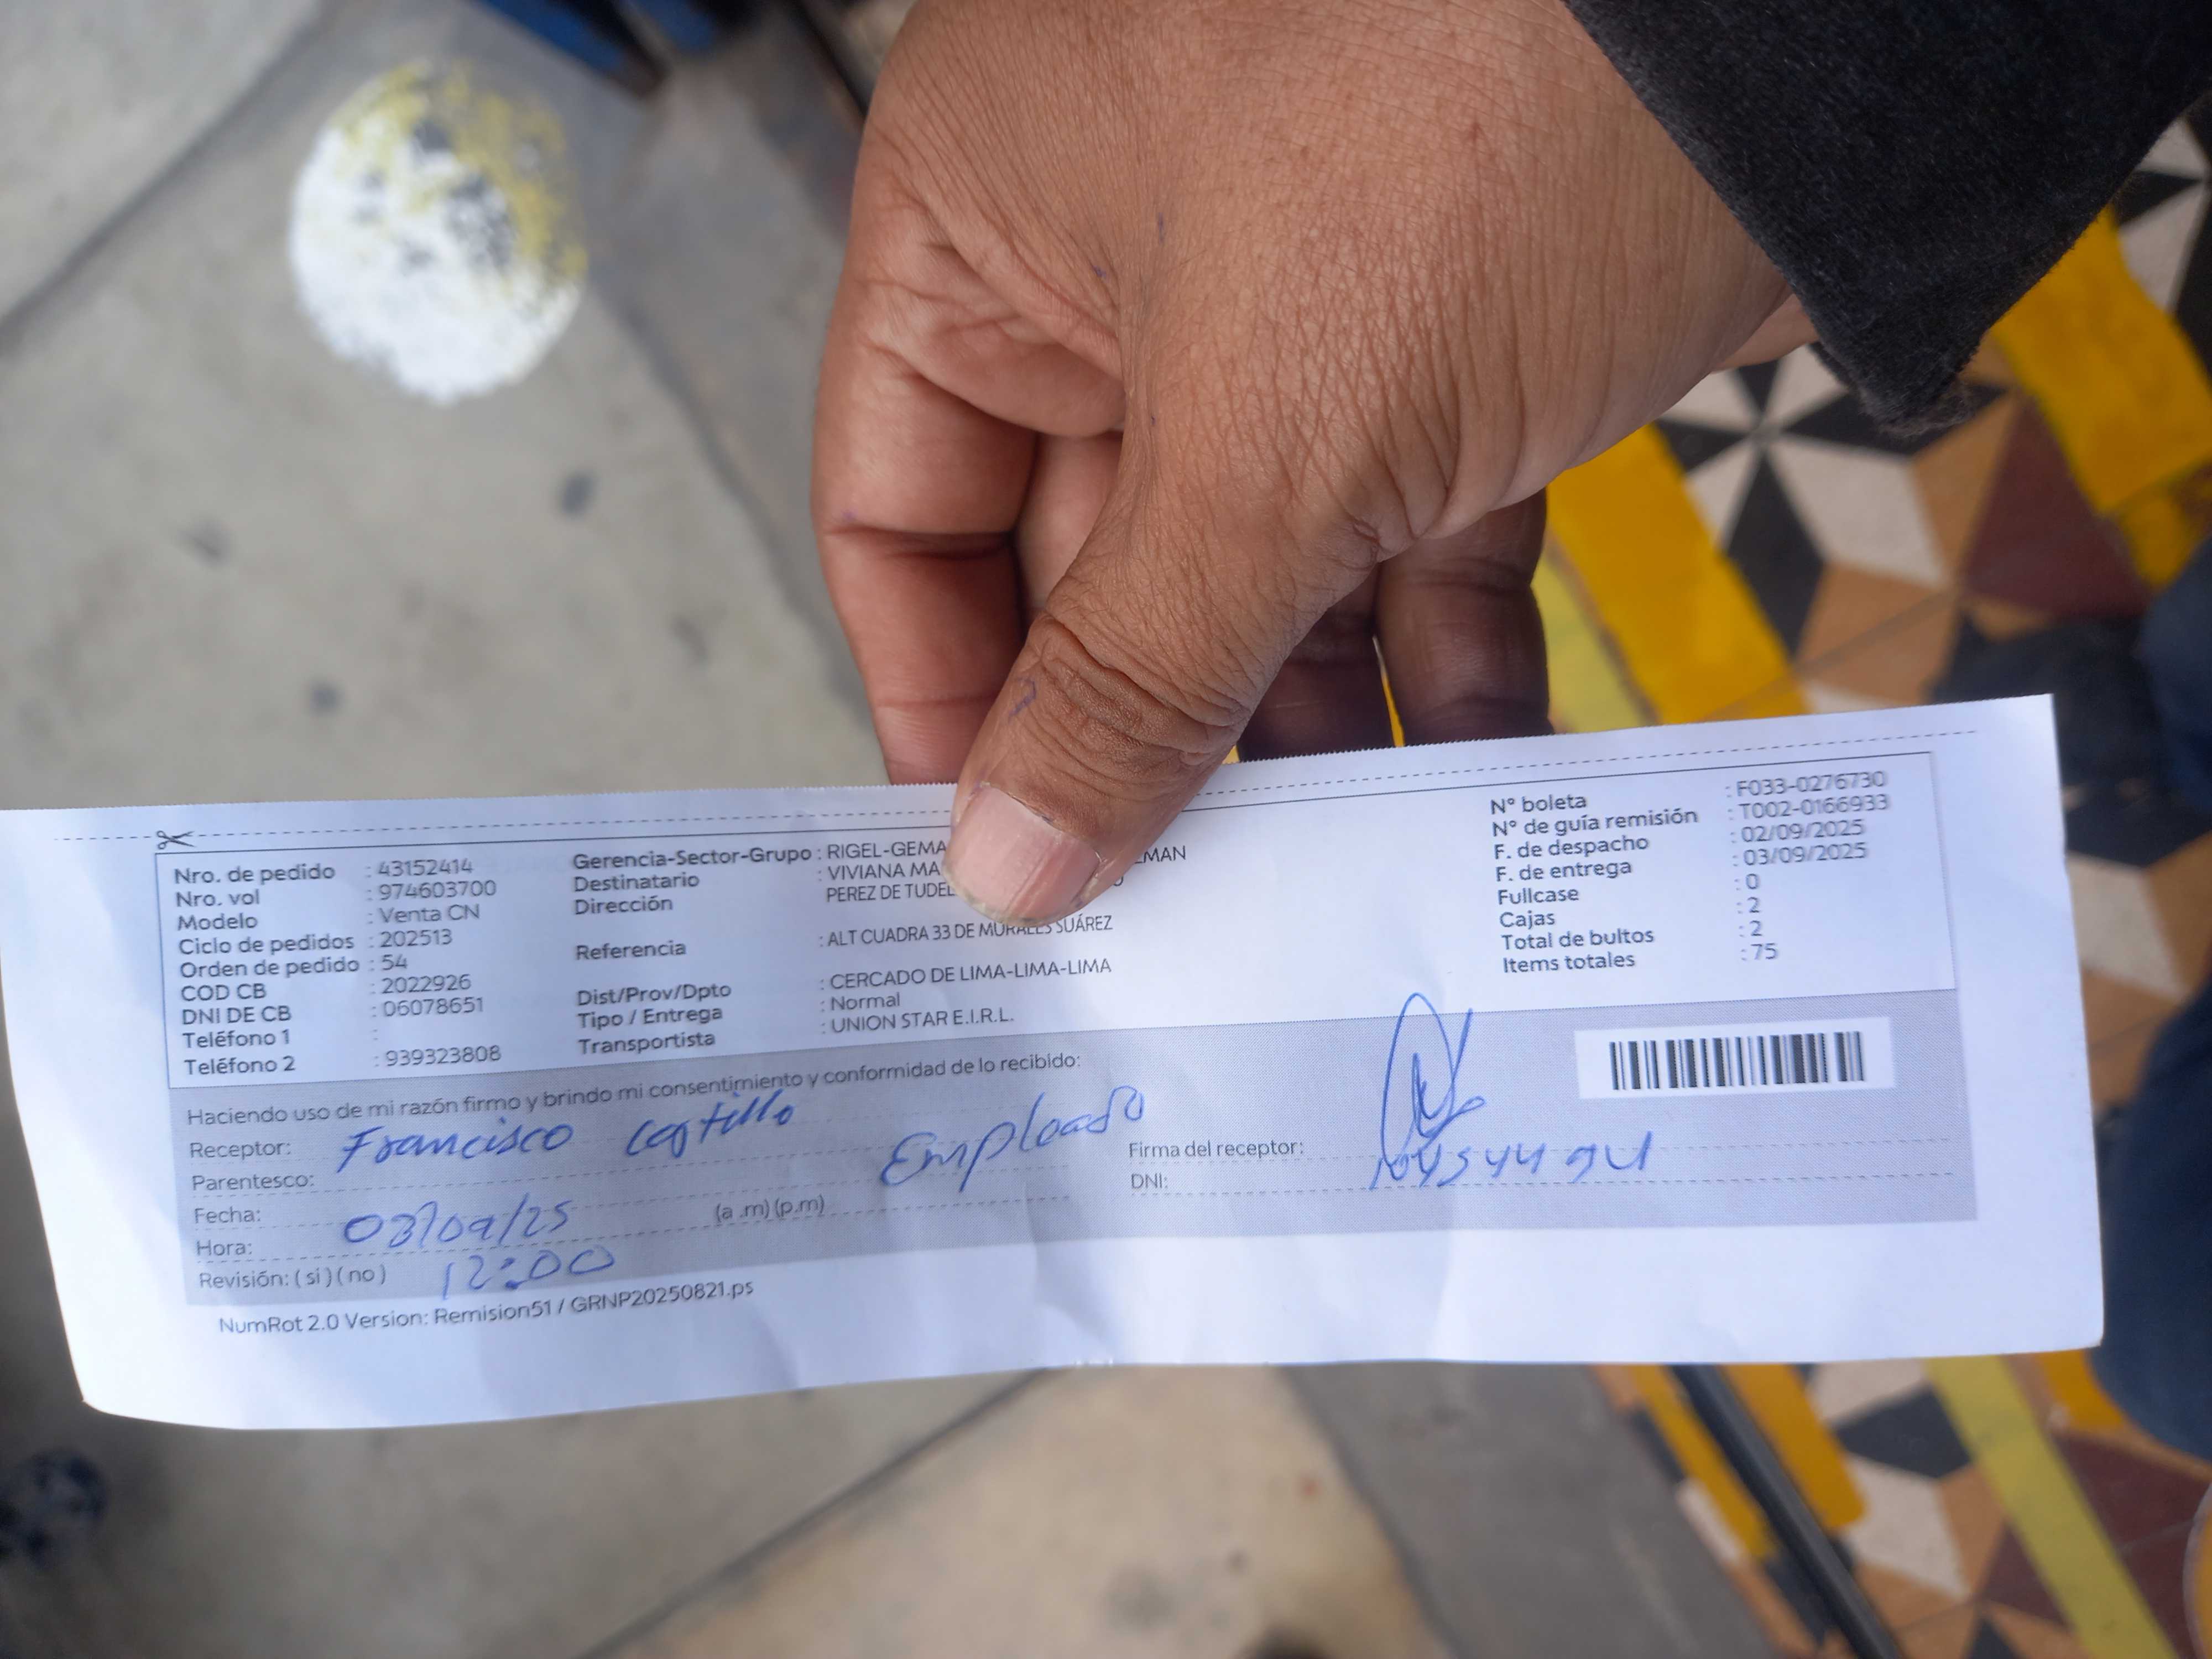 Nro. de pedido : 43152414
Nro. vol : 974603700
Modelo : Venta CN
Ciclo de pedidos : 202513
Orden de pedido : 54
COD CB : 2022926
DNI DE CB : 06078651
Teléfono 1 :
Teléfono 2 : 939323808
Gerencia-Sector-Grupo : RIGEL-GEMA
Destinatario : VIVIANA MA
Dirección PEREZ DE TUDEL
Referencia : ALT CUADRA 33 DE MORALES SUÁREZ
Dist/Prov/Dpto : CERCADO DE LIMA-LIMA-LIMA
Tipo / Entrega : Normal
Transportista : UNION STAR E.I.R.L.
N° boleta : F033-0276730
N° de guía remisión : T002-0166933
F. de despacho : 02/09/2025
F. de entrega : 03/09/2025
Fullcase : 0
Cajas : 2
Total de bultos : 2
Items totales : 75
Haciendo uso de mi razón firmo y brindo mi consentimiento y conformidad de lo recibido:
Receptor: Francisco Castillo
Parentesco: Empleado
Fecha: 03/09/25 (a .m) (p.m)
Hora: 12:00
Revisión: ( si ) ( no )
Firma del receptor:
DNI:
NumRot 2.0 Version: Remision51 / GRNP20250821.ps